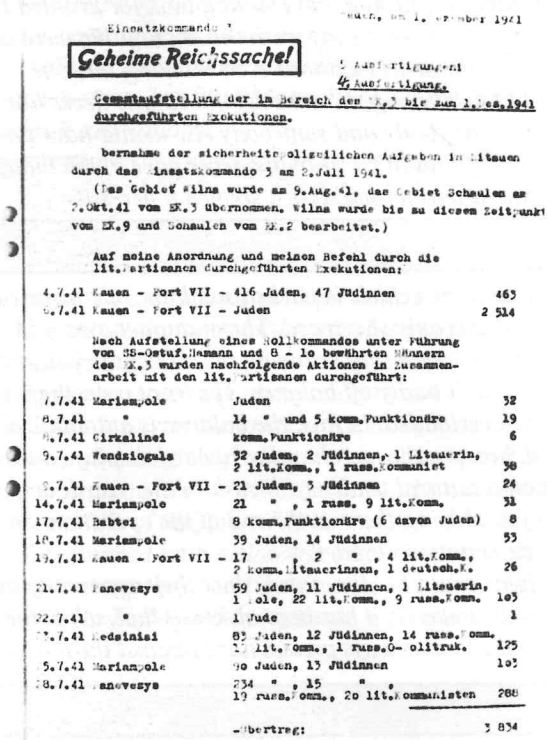 Einsatzkommando 3
1. 1941
Geheime Reichssache!
5 Ausfertigungen:
4. Ausfertigung.
Gesamtaufstellung der im Bereich des EK.3 bis zum 1.Dez.1941
durchgeführten Exekutionen.
der sicherheitspolizeilichen Aufgaben in Litauen
durch das Einsatzkommando 3 am 2.Juli 1941.
(Das Gebiet Wilna wurde am 9.Aug.41, das Gebiet Schaulen am
2.Okt.41 vom EK.3 übernommen. Wilna wurde bis zu diesem Zeitpunkt
vom EK.9 und Schaulen vom EK.2 bearbeitet.)
Auf meine Anordnung und meinen Befehl durch die
lit.Partisanen durchgeführten Exekutionen:
4.7.41 Kauen - Fort VII - 416 Juden, 47 Jüdinnen 463
6.7.41 Kauen - Fort VII - Juden 2 514
Nach Aufstellung eines Rollkommandos unter Führung
von SS-Ostuf.Hamann und 8 - 10 bewährten Männern
des EK.3 wurden nachfolgende Aktionen in Zusammen-
arbeit mit den lit.Partisanen durchgeführt:
7.7.41 Mariampole Juden 32
8.7.41 " 14 " und 5 komm.Funktionäre 19
8.7.41 komm.Funktionäre 6
9.7.41 Wendziogala 32 Juden, 2 Jüdinnen, 1 Litauerin,
2 lit.Komm., 1 russ.Kommunist 38
9.7.41 Kauen - Fort VII - 21 Juden, 3 Jüdinnen 24
14.7.41 Mariampole 21 " , 1 russ. 9 lit.Komm. 31
17.7.41 Babtei 8 komm.Funktionäre (6 davon Juden) 8
18.7.41 Mariampole 39 Juden, 14 Jüdinnen 53
19.7.41 Kauen - Fort VII - 17 " , 2 " , 4 lit.Komm.,
2 komm.Litauerinnen, 1 deutsch.K. 26
21.7.41 Panevezys 59 Juden, 11 Jüdinnen, 1 Litauerin,
1 Pole, 22 lit.Komm., 9 russ.Komm. 103
22.7.41 " 1 Jude 1
23.7.41 Kedainiai 83 Juden, 12 Jüdinnen, 14 russ.Komm.
15 lit.Komm., 1 russ.O-Politruk. 125
25.7.41 Mariampole 90 Juden, 13 Jüdinnen 103
28.7.41 Panevezys 234 " , 15 " ,
19 russ.Komm., 20 lit.Kommunisten 288
-Übertrag: 3 834